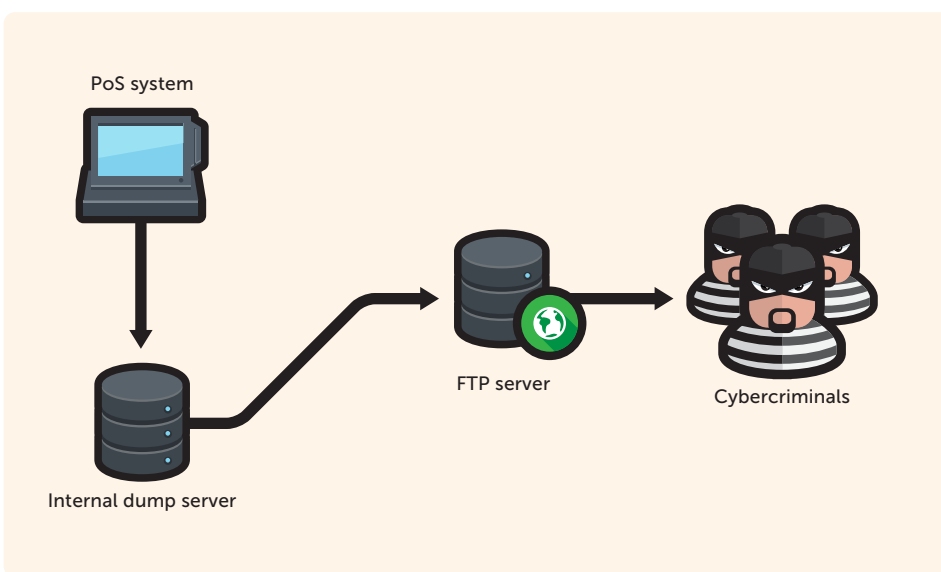 PoS system
FTP server
Cybercriminals
Internal dump server